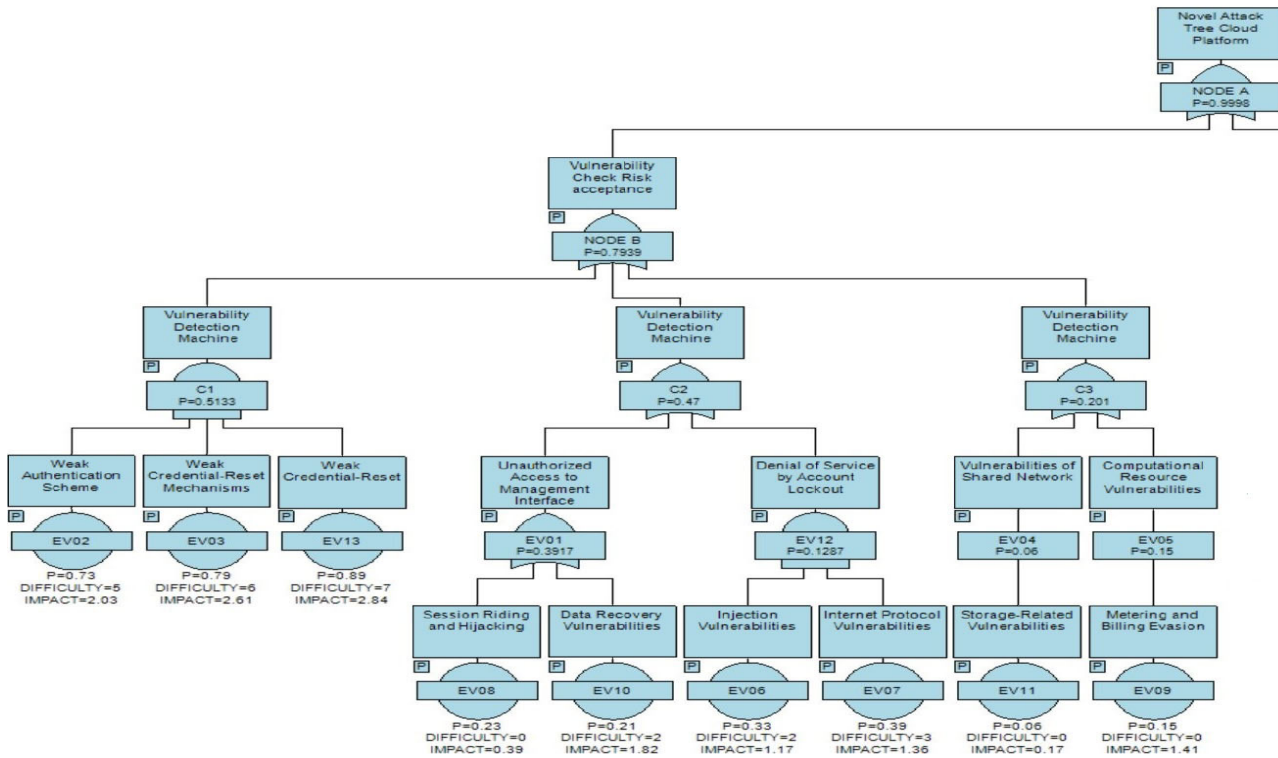 Novel Attack
Tree Cloud
Platform
P
NODE A
P=0.9998
Vulnerability
Check Risk
acceptance
P
NODE B
P=0.7939
Vulnerability
Detection
Machine
P
C1
P=0.5133
Vulnerability
Detection
Machine
P
C2
P=0.47
Vulnerability
Detection
Machine
P
C3
P=0.201
Weak
Authentication
Scheme
P
EV02
P=0.73
DIFFICULTY=5
IMPACT=2.03
Weak
Credential-Reset
Mechanisms
P
EV03
P=0.79
DIFFICULTY=6
IMPACT=2.61
Weak
Credential-Reset
P
EV13
P=0.89
DIFFICULTY=7
IMPACT=2.84
Unauthorized
Access to
Management
Interface
P
EV01
P=0.3917
Denial of Service
by Account
Lockout
P
EV12
P=0.1287
Vulnerabilities of
Shared Network
P
EV04
P=0.06
Computational
Resource
Vulnerabilities
P
EV05
P=0.15
Session Riding
and Hijacking
P
EV08
P=0.23
DIFFICULTY=0
IMPACT=0.39
Data Recovery
Vulnerabilities
P
EV10
P=0.21
DIFFICULTY=2
IMPACT=1.82
Injection
Vulnerabilities
P
EV06
P=0.33
DIFFICULTY=2
IMPACT=1.17
Internet Protocol
Vulnerabilities
P
EV07
P=0.39
DIFFICULTY=3
IMPACT=1.36
Storage-Related
Vulnerabilities
P
EV11
P=0.06
DIFFICULTY=0
IMPACT=0.17
Metering and
Billing Evasion
P
EV09
P=0.15
DIFFICULTY=0
IMPACT=1.41